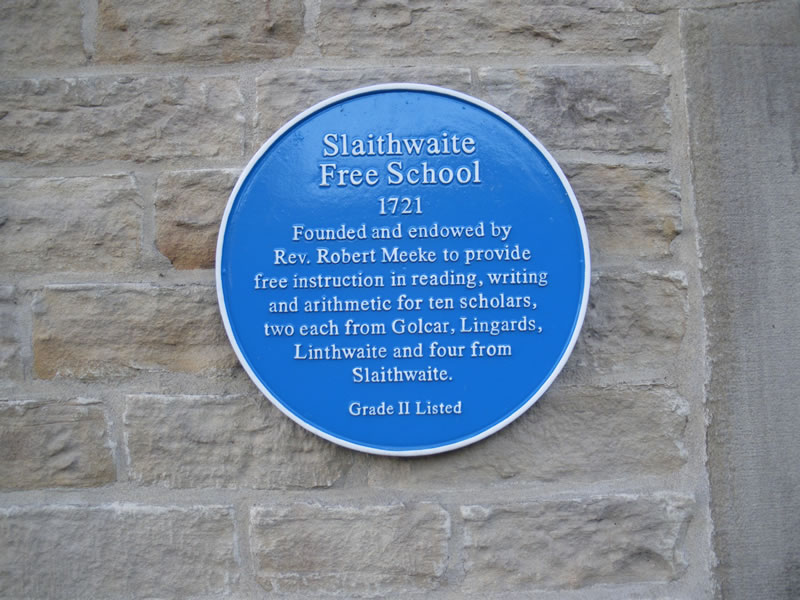 Slaithwaite
Free School
1721
Founded and endowed by
Rev. Robert Meeke to provide
free instruction in reading, writing
and arithmetic for ten scholars,
two each from Golcar, Lingards,
Linthwaite and four from
Slaithwaite.
Grade II Listed